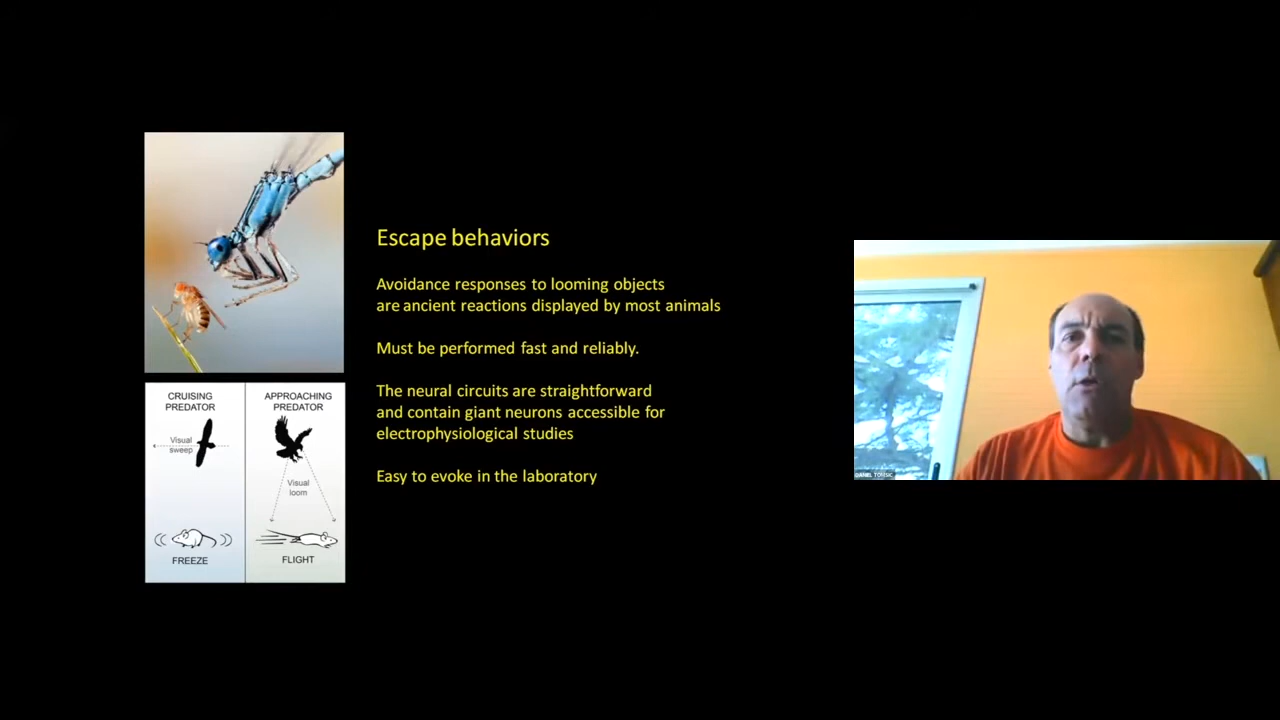 Escape behaviors
Avoidance responses to looming objects
are ancient reactions displayed by most animals
Must be performed fast and reliably.
The neural circuits are straightforward
and contain giant neurons accessible for
electrophysiological studies
Easy to evoke in the laboratory
CRUISING
PREDATOR
Visual
sweep
FREEZE
APPROACHING
PREDATOR
Visual
loom
FLIGHT